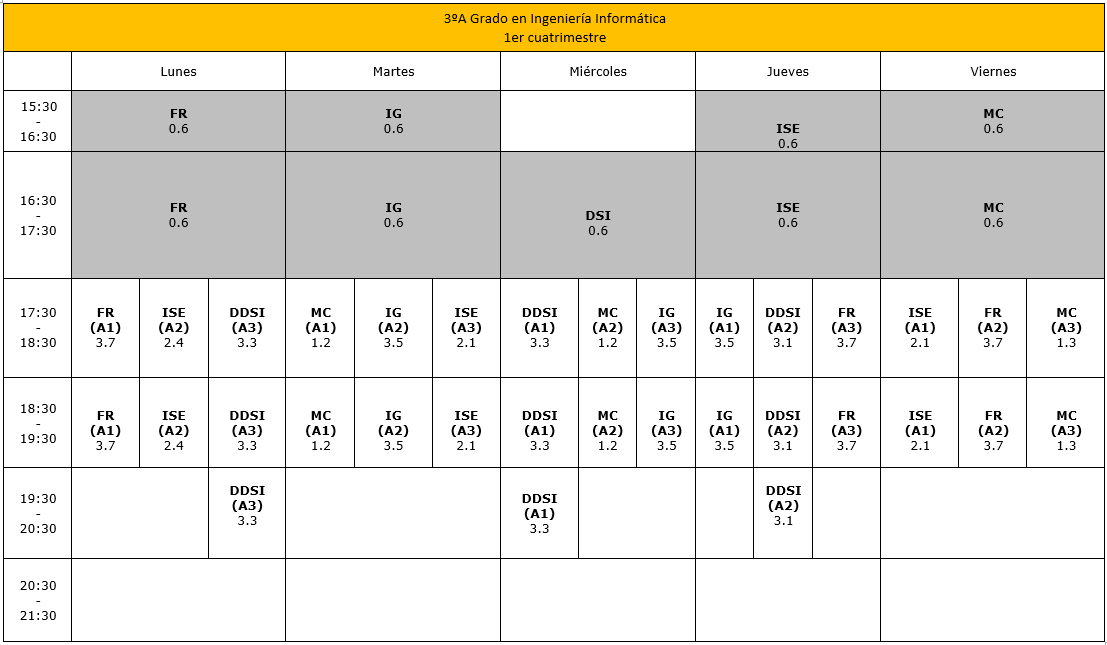 3ºA Grado en Ingeniería Informática
1er cuatrimestre
Lunes Martes Miércoles Jueves Viernes
15:30 - 16:30
FR 0.6
IG 0.6
ISE 0.6
MC 0.6
16:30 - 17:30
FR 0.6
IG 0.6
DSI 0.6
ISE 0.6
MC 0.6
17:30 - 18:30
FR (A1) 3.7
ISE (A2) 2.4
DDSI (A3) 3.3
MC (A1) 1.2
IG (A2) 3.5
ISE (A3) 2.1
DDSI (A1) 3.3
MC (A2) 1.2
IG (A3) 3.5
IG (A1) 3.5
DDSI (A2) 3.1
FR (A3) 3.7
ISE (A1) 2.1
FR (A2) 3.7
MC (A3) 1.3
18:30 - 19:30
FR (A1) 3.7
ISE (A2) 2.4
DDSI (A3) 3.3
MC (A1) 1.2
IG (A2) 3.5
ISE (A3) 2.1
DDSI (A1) 3.3
MC (A2) 1.2
IG (A3) 3.5
IG (A1) 3.5
DDSI (A2) 3.1
FR (A3) 3.7
ISE (A1) 2.1
FR (A2) 3.7
MC (A3) 1.3
19:30 - 20:30
DDSI (A3) 3.3
DDSI (A1) 3.3
DDSI (A2) 3.1
20:30 - 21:30